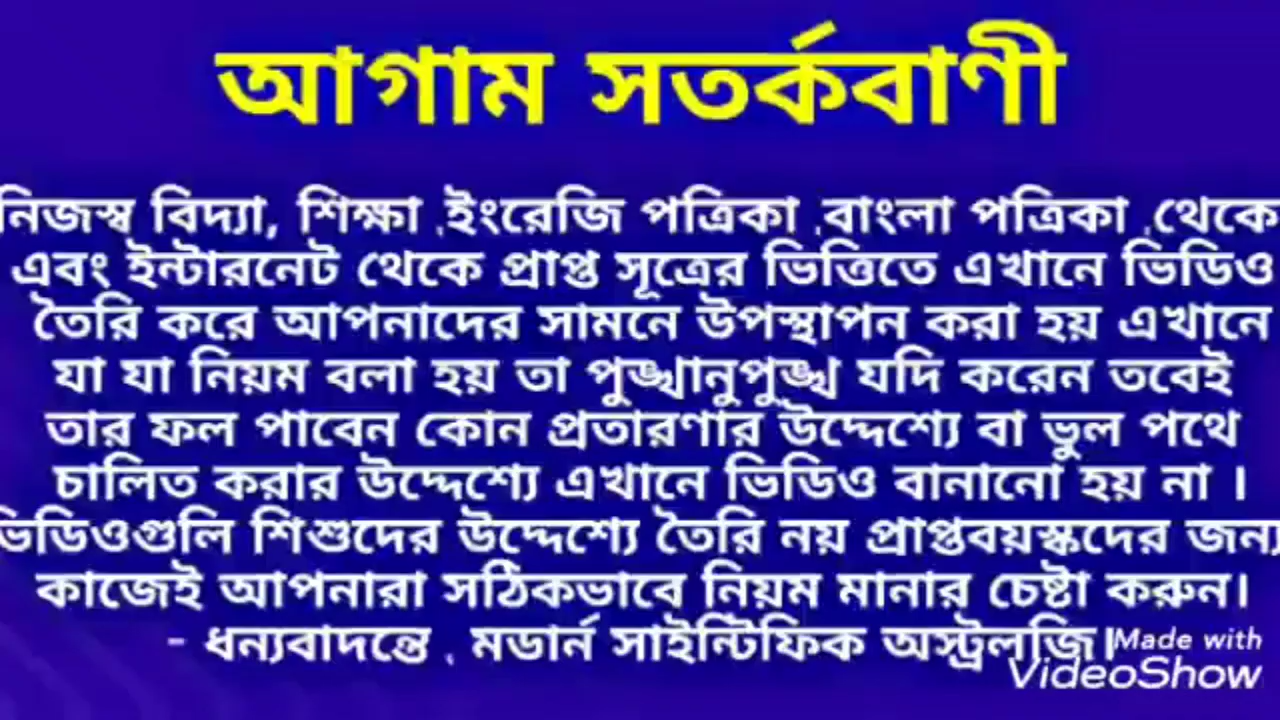 আগাম সতর্কবাণী
নিজস্ব বিদ্যা, শিক্ষা ,ইংরেজি পত্রিকা ,বাংলা পত্রিকা ,থেকে
এবং ইন্টারনেট থেকে প্রাপ্ত সূত্রের ভিত্তিতে এখানে ভিডিও
তৈরি করে আপনাদের সামনে উপস্থাপন করা হয় এখানে
যা যা নিয়ম বলা হয় তা পুঙ্খানুপুঙ্খ যদি করেন তবেই
তার ফল পাবেন কোন প্রতারণার উদ্দেশ্যে বা ভুল পথে
চালিত করার উদ্দেশ্যে এখানে ভিডিও বানানো হয় না ।
ভিডিওগুলি শিশুদের উদ্দেশ্যে তৈরি নয় প্রাপ্তবয়স্কদের জন্য
কাজেই আপনারা সঠিকভাবে নিয়ম মানার চেষ্টা করুন।
- ধন্যবাদন্তে , মডার্ন সাইন্টিফিক অস্ট্রলজি।
Made with
VideoShow